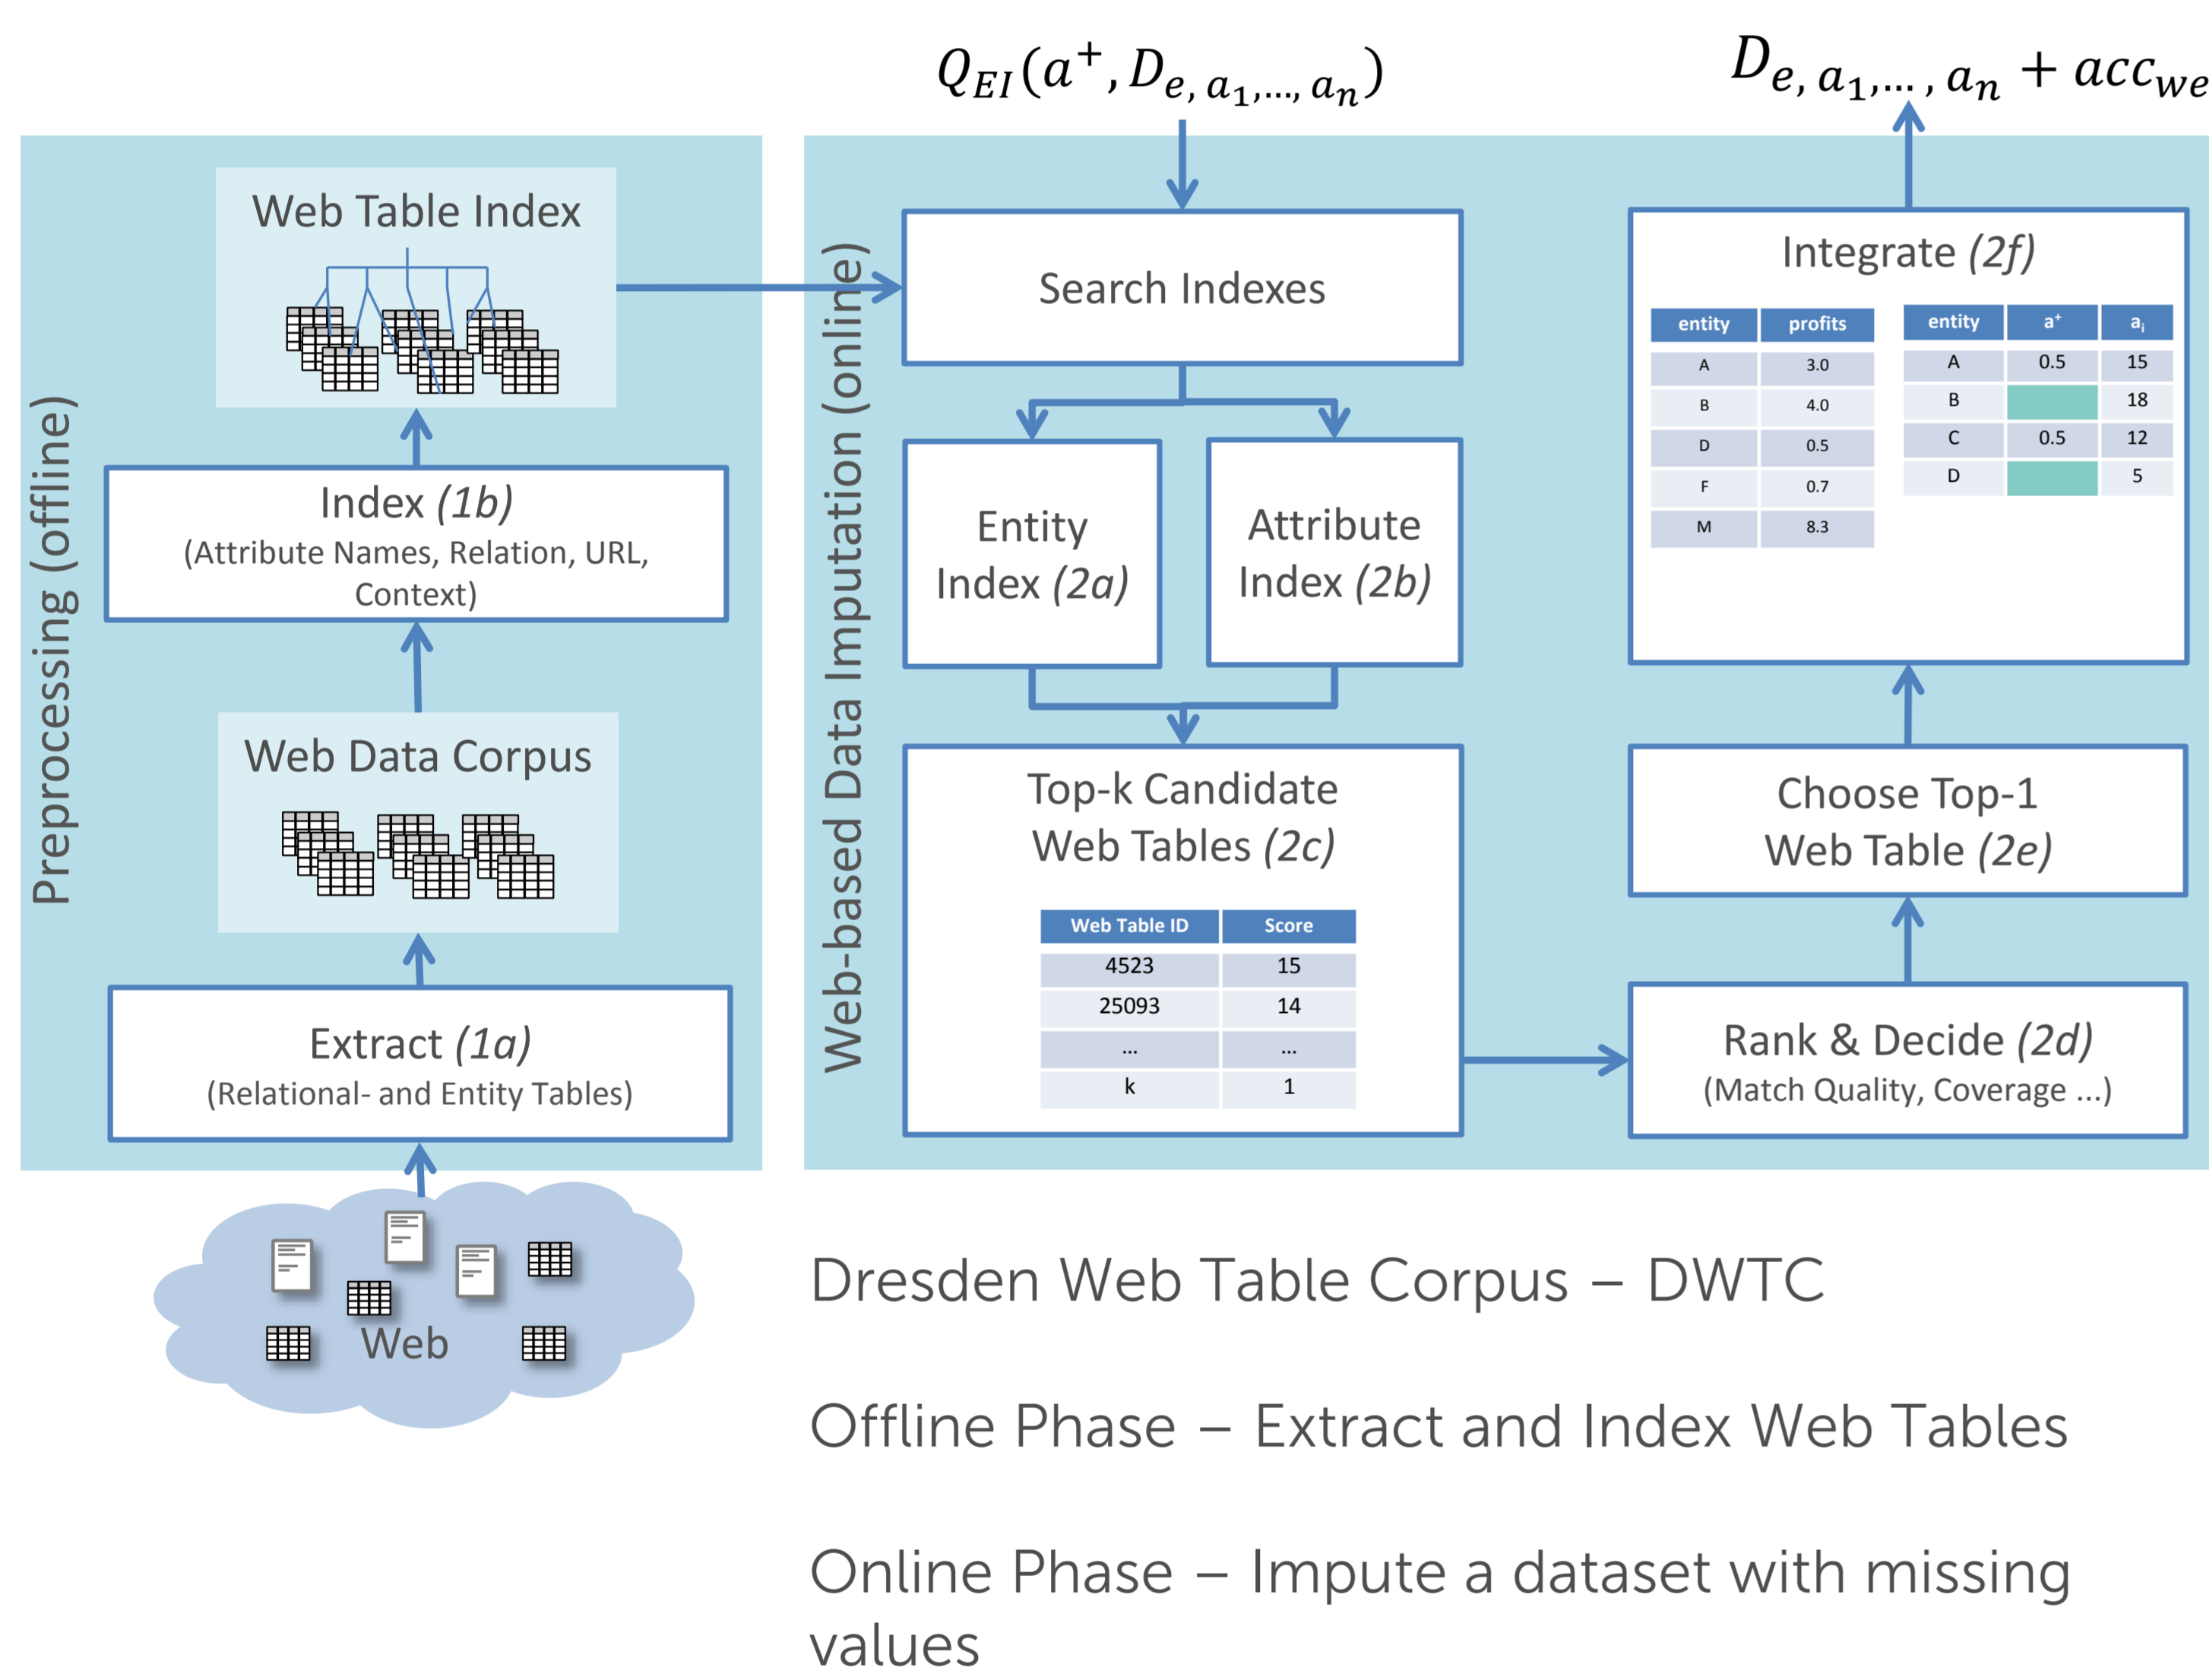 Q_EI(a⁺, D_e, a₁,…, aₙ)
D_e, a₁,… , aₙ + acc_we
Preprocessing (offline)
Web Table Index
Index (1b)
(Attribute Names, Relation, URL,
Context)
Web Data Corpus
Extract (1a)
(Relational- and Entity Tables)
Web
Web-based Data Imputation (online)
Search Indexes
Entity
Index (2a)
Attribute
Index (2b)
Top-k Candidate
Web Tables (2c)
Web Table ID Score
4523 15
25093 14
... ...
k 1
Rank & Decide (2d)
(Match Quality, Coverage ...)
Choose Top-1
Web Table (2e)
Integrate (2f)
entity profits
A 3.0
B 4.0
D 0.5
F 0.7
M 8.3
entity a⁺ aᵢ
A 0.5 15
B 18
C 0.5 12
D 5
Dresden Web Table Corpus – DWTC
Offline Phase – Extract and Index Web Tables
Online Phase – Impute a dataset with missing
values